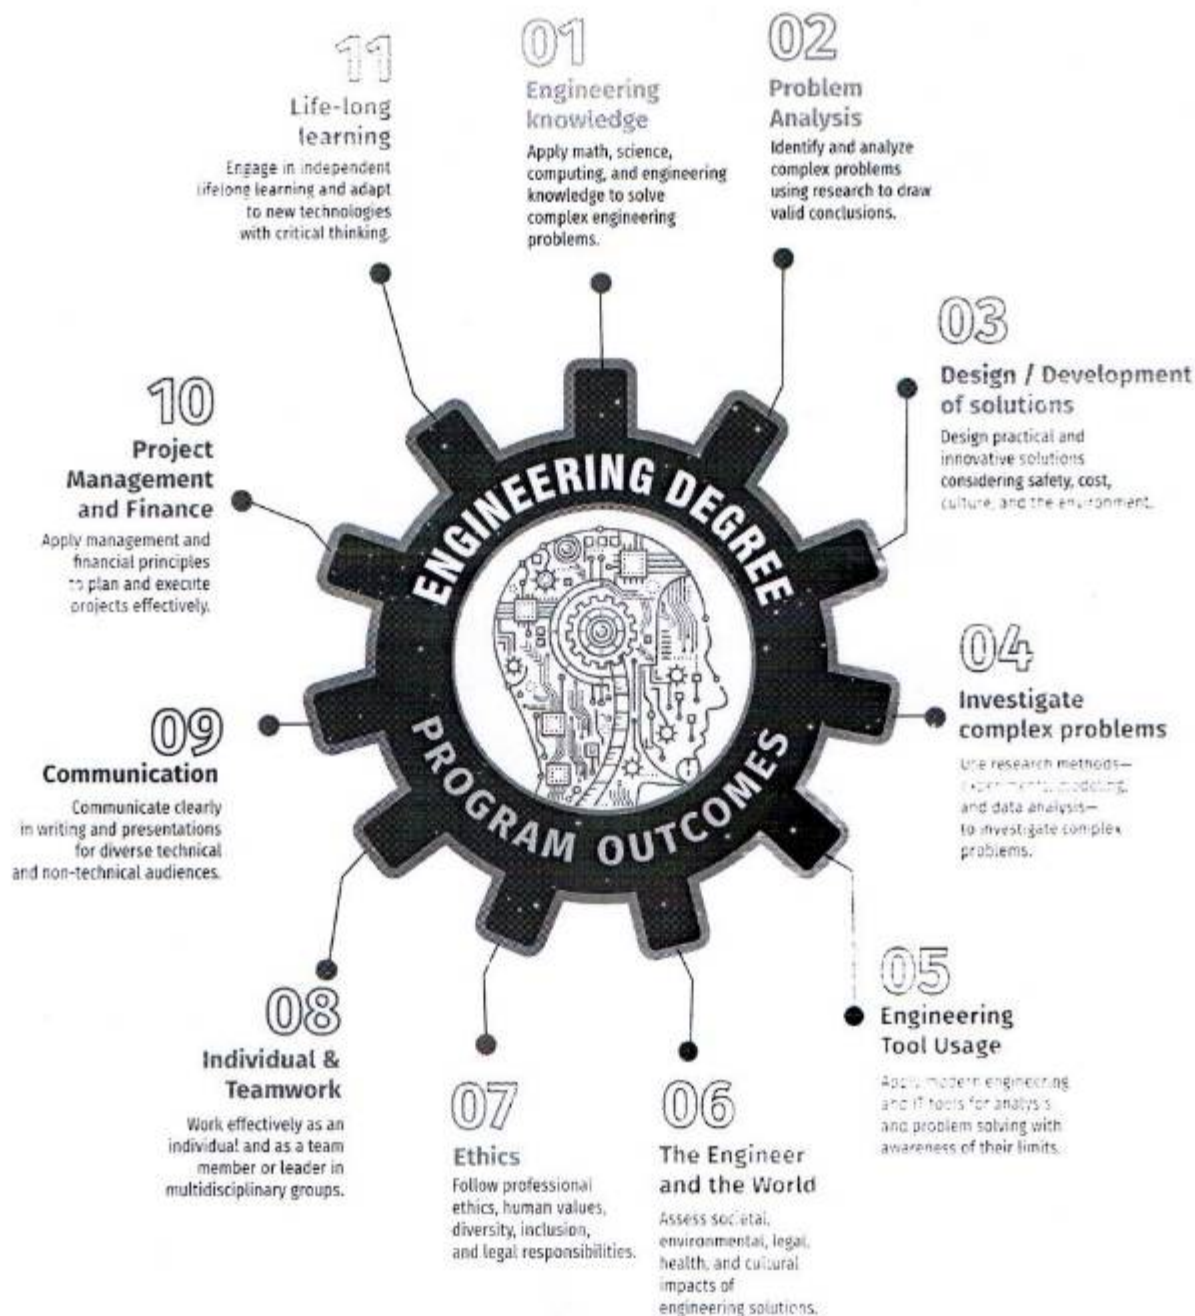 01
Engineering
knowledge
Apply math, science,
computing, and engineering
knowledge to solve
complex engineering
problems.
02
Problem
Analysis
Identify and analyze
complex problems
using research to draw
valid conclusions.
03
Design / Development
of solutions
Design practical and
innovative solutions
considering safety, cost,
culture, and the environment.
04
Investigate
complex problems
Use research methods—
experiments, modeling,
and data analysis—
to investigate complex
problems.
05
Engineering
Tool Usage
Apply modern engineering
and IT tools for analysis
and problem solving with
awareness of their limits.
06
The Engineer
and the World
Assess societal,
environmental, legal,
health, and cultural
impacts of
engineering solutions.
07
Ethics
Follow professional
ethics, human values,
diversity, inclusion,
and legal responsibilities.
08
Individual &
Teamwork
Work effectively as an
individual and as a team
member or leader in
multidisciplinary groups.
09
Communication
Communicate clearly
in writing and presentations
for diverse technical
and non-technical audiences.
10
Project
Management
and Finance
Apply management and
financial principles
to plan and execute
projects effectively.
11
Life-long
learning
Engage in independent
lifelong learning and adapt
to new technologies
with critical thinking.
ENGINEERING DEGREE
PROGRAM OUTCOMES